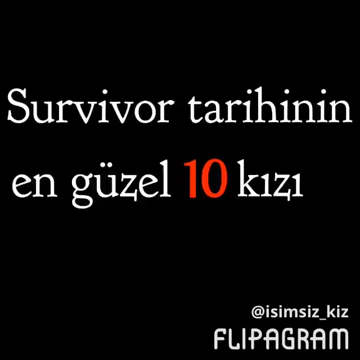 Survivor tarihinin
en güzel 10 kızı
@isimsiz_kiz
FLIPAGRAM